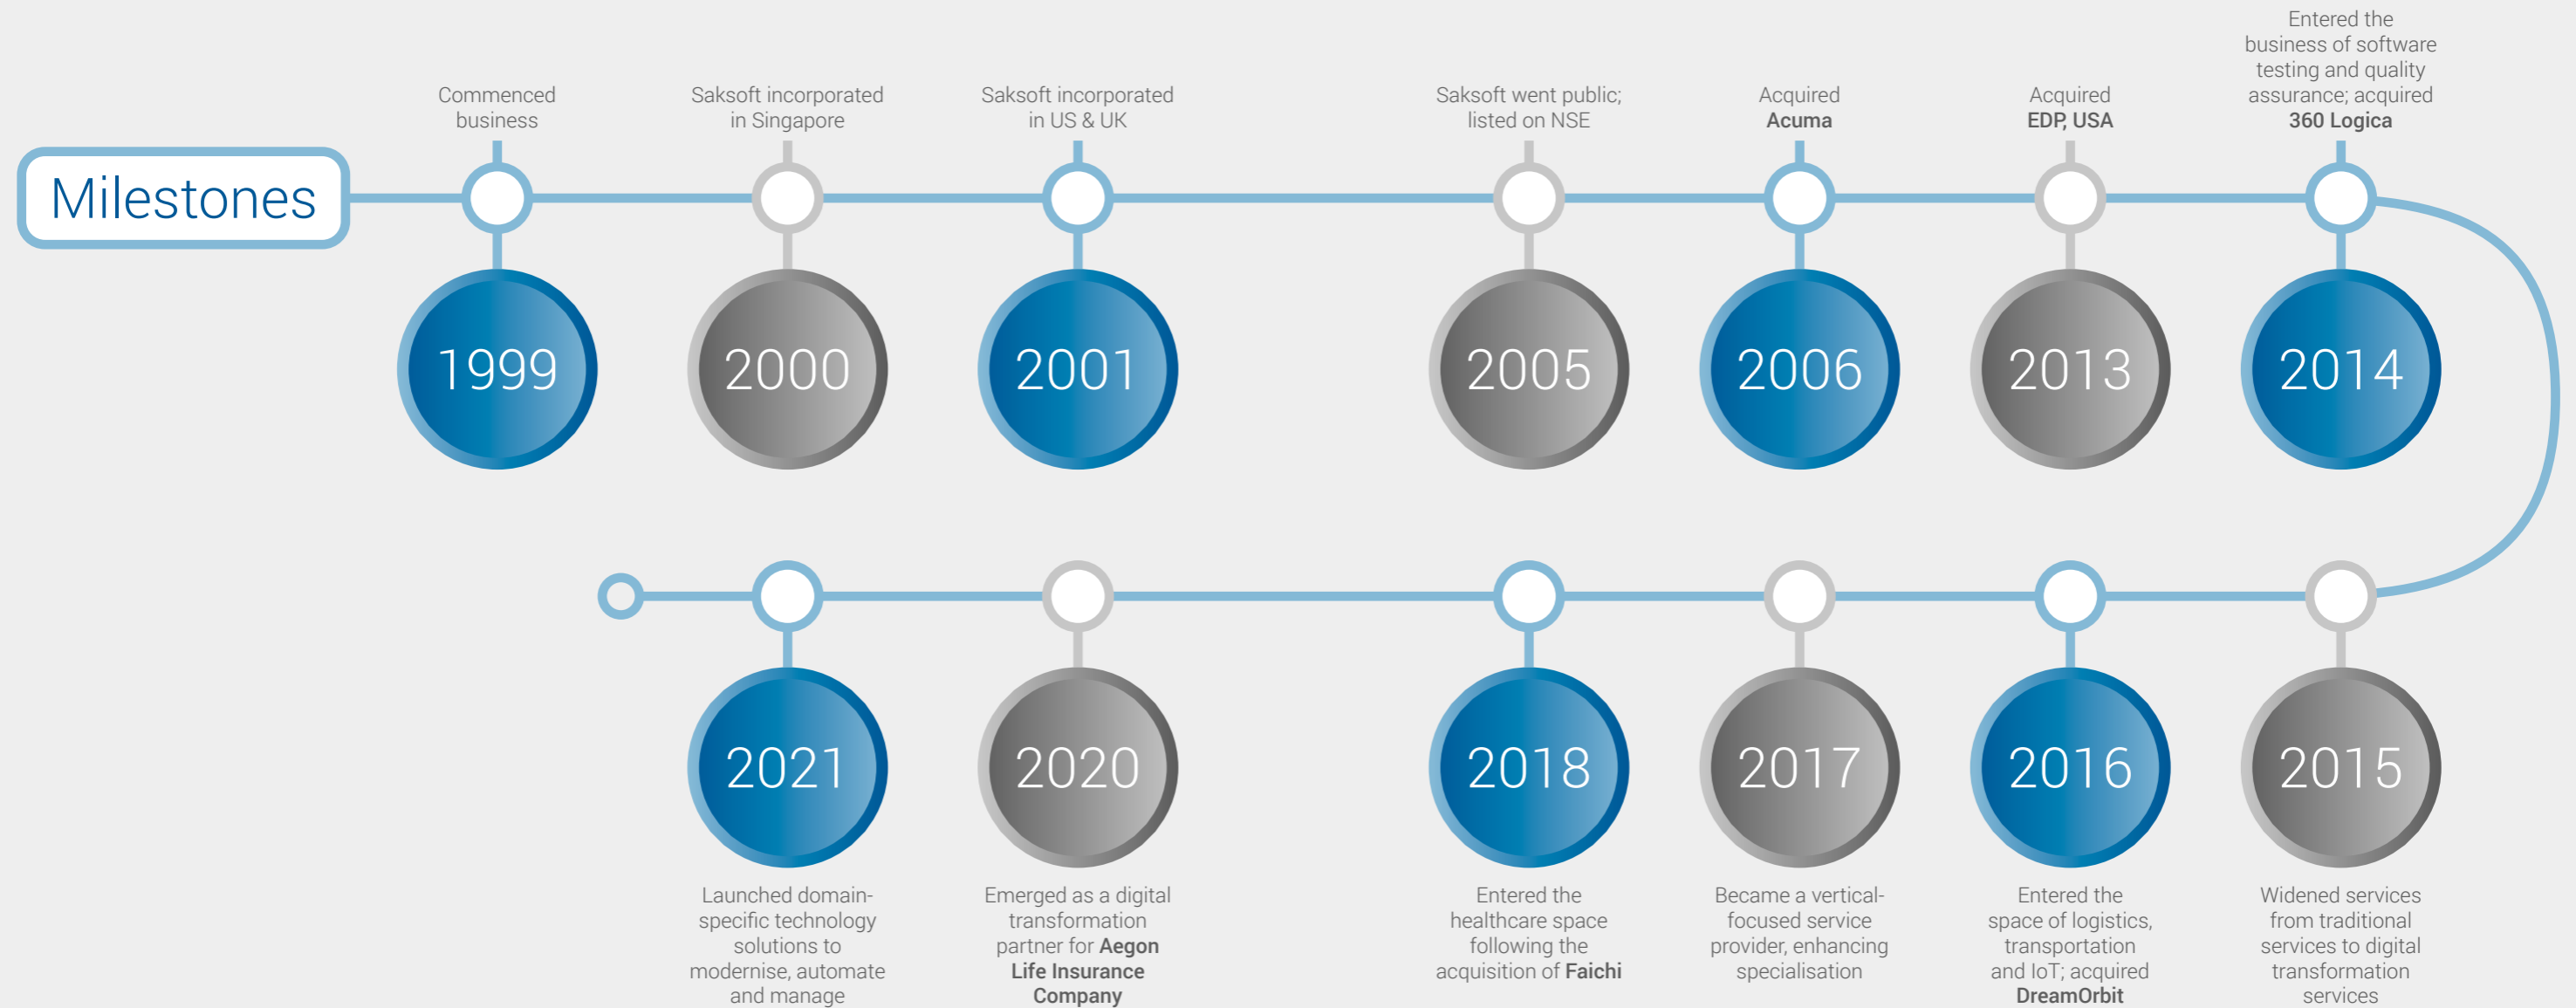 Milestones
Commenced
business
1999
Saksoft incorporated
in Singapore
2000
Saksoft incorporated
in US & UK
2001
Saksoft went public;
listed on NSE
2005
Acquired
Acuma
2006
Acquired
EDP, USA
2013
Entered the
business of software
testing and quality
assurance; acquired
360 Logica
2014
2015
Widened services
from traditional
services to digital
transformation
services
2016
Entered the
space of logistics,
transportation
and IoT; acquired
DreamOrbit
2017
Became a vertical-
focused service
provider, enhancing
specialisation
2018
Entered the
healthcare space
following the
acquisition of Faichi
2020
Emerged as a digital
transformation
partner for Aegon
Life Insurance
Company
2021
Launched domain-
specific technology
solutions to
modernise, automate
and manage